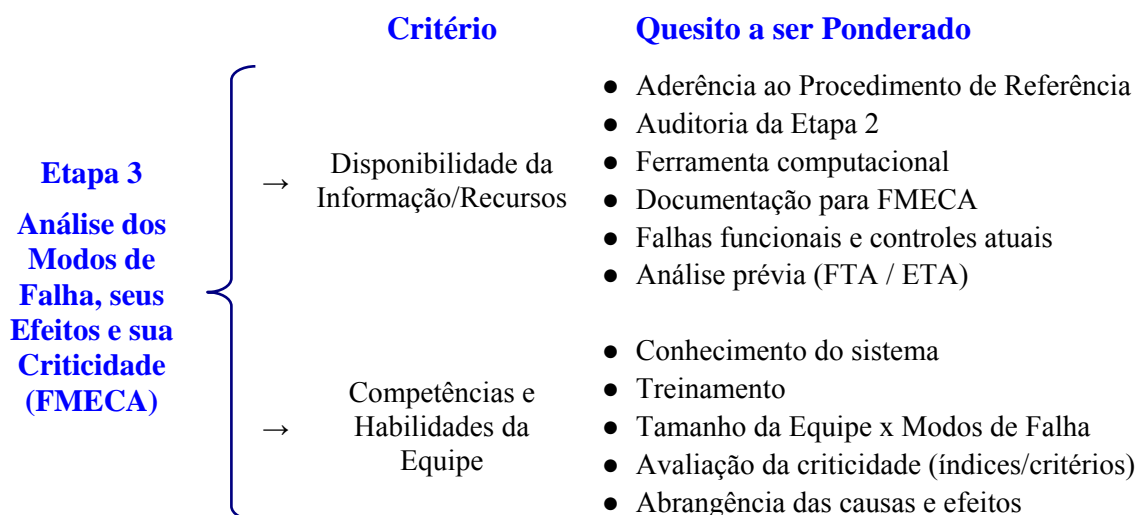 Critério
Quesito a ser Ponderado
Etapa 3
Análise dos
Modos de
Falha, seus
Efeitos e sua
Criticidade
(FMECA)
→
Disponibilidade da
Informação/Recursos
● Aderência ao Procedimento de Referência
● Auditoria da Etapa 2
● Ferramenta computacional
● Documentação para FMECA
● Falhas funcionais e controles atuais
● Análise prévia (FTA / ETA)
→
Competências e
Habilidades da
Equipe
● Conhecimento do sistema
● Treinamento
● Tamanho da Equipe x Modos de Falha
● Avaliação da criticidade (índices/critérios)
● Abrangência das causas e efeitos